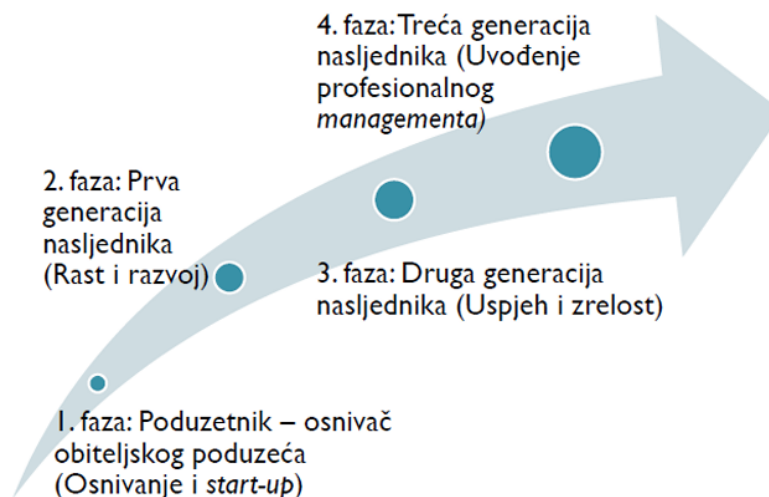 4. faza: Treća generacija
nasljednika (Uvođenje
profesionalnog
managementa)
2. faza: Prva
generacija
nasljednika
(Rast i razvoj)
3. faza: Druga generacija
nasljednika (Uspjeh i zrelost)
1. faza: Poduzetnik – osnivač
obiteljskog poduzeća
(Osnivanje i start-up)